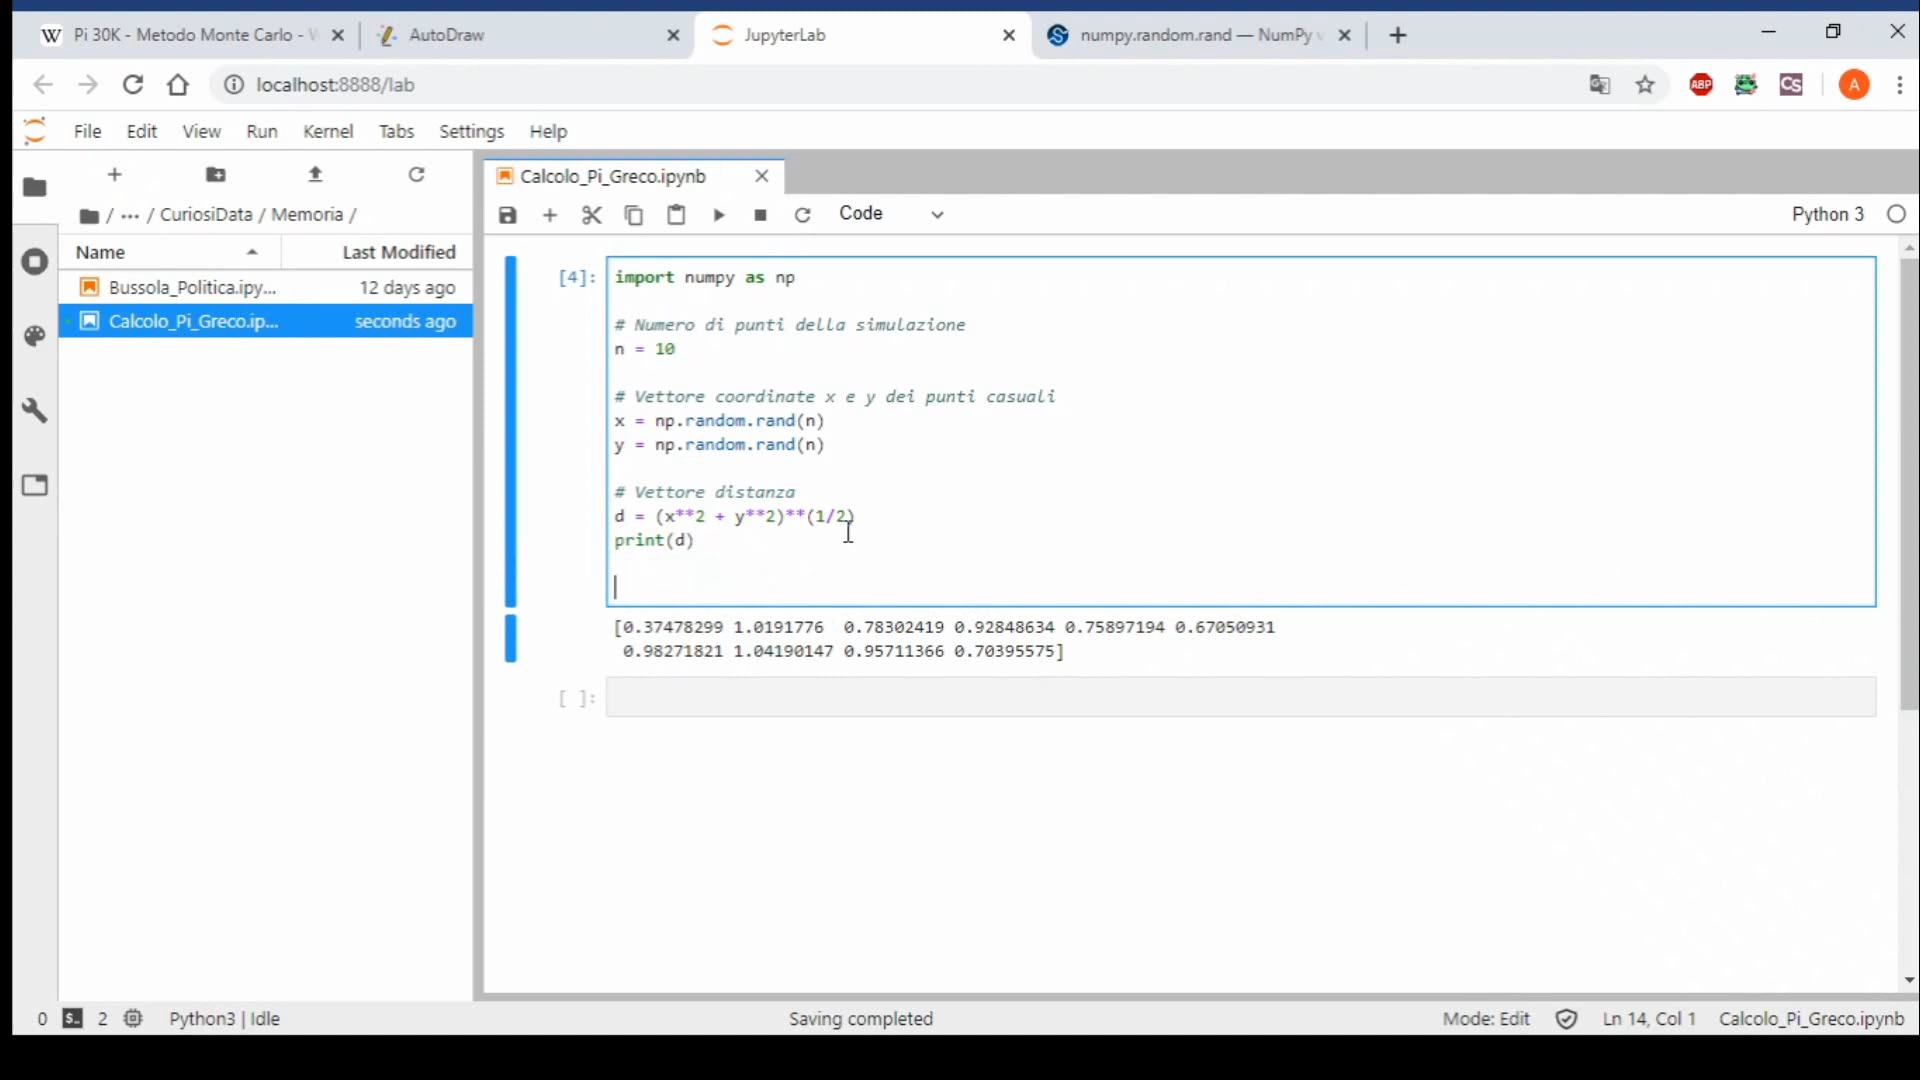 Pi 30K - Metodo Monte Carlo -
AutoDraw
JupyterLab
numpy.random.rand — NumPy v
localhost:8888/lab
ABP
CS
A
File Edit View Run Kernel Tabs Settings Help
Calcolo_Pi_Greco.ipynb
/ ··· / CuriosiData / Memoria /
Code
Python 3
Name Last Modified
Bussola_Politica.ipy... 12 days ago
Calcolo_Pi_Greco.ip... seconds ago
[4]:
import numpy as np
# Numero di punti della simulazione
n = 10
# Vettore coordinate x e y dei punti casuali
x = np.random.rand(n)
y = np.random.rand(n)
# Vettore distanza
d = (x**2 + y**2)**(1/2)
print(d)
[0.37478299 1.0191776  0.78302419 0.92848634 0.75897194 0.67050931
0.98271821 1.04190147 0.95711366 0.70395575]
[ ]:
0 $_ 2 Python3 | Idle
Saving completed
Mode: Edit Ln 14, Col 1 Calcolo_Pi_Greco.ipynb